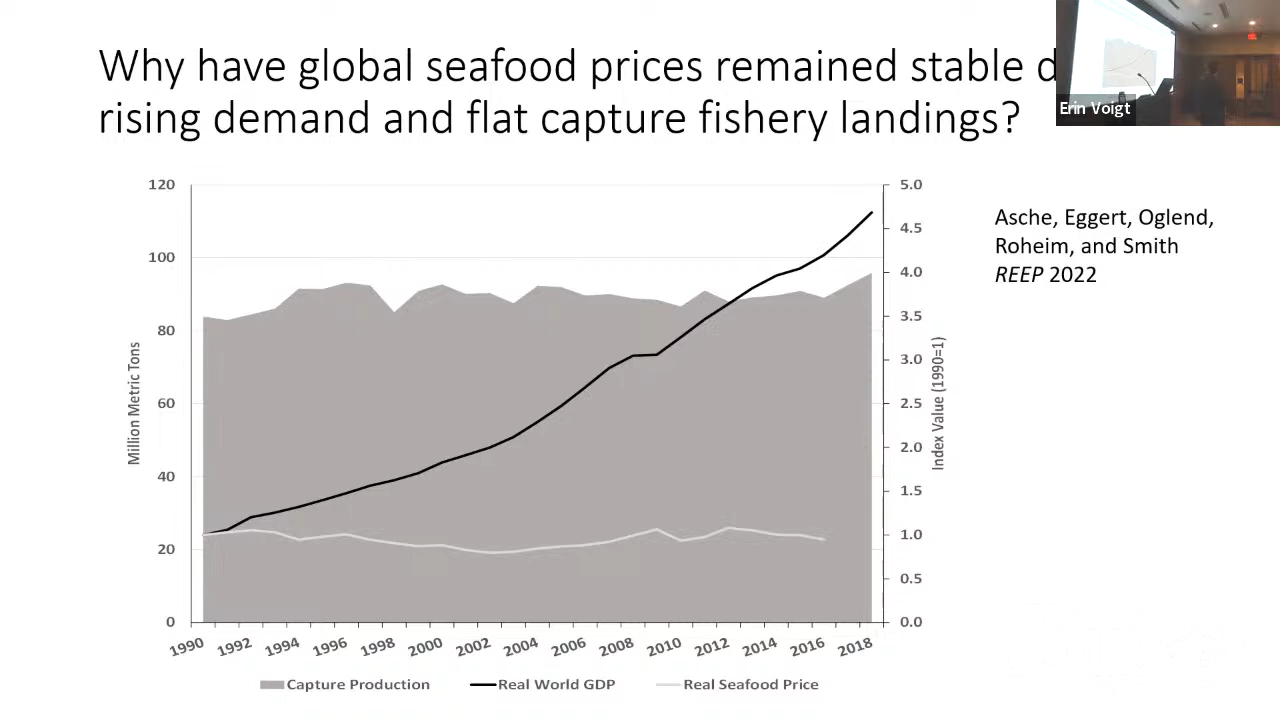 Why have global seafood prices remained stable d
rising demand and flat capture fishery landings?
Erin Voigt
Asche, Eggert, Oglend,
Roheim, and Smith
REEP 2022
120
100
80
60
40
20
0
Million Metric Tons
5.0
4.5
4.0
3.5
3.0
2.5
2.0
1.5
1.0
0.5
0.0
Index Value (1990=1)
1990 1992 1994 1996 1998 2000 2002 2004 2006 2008 2010 2012 2014 2016 2018
Capture Production Real World GDP Real Seafood Price